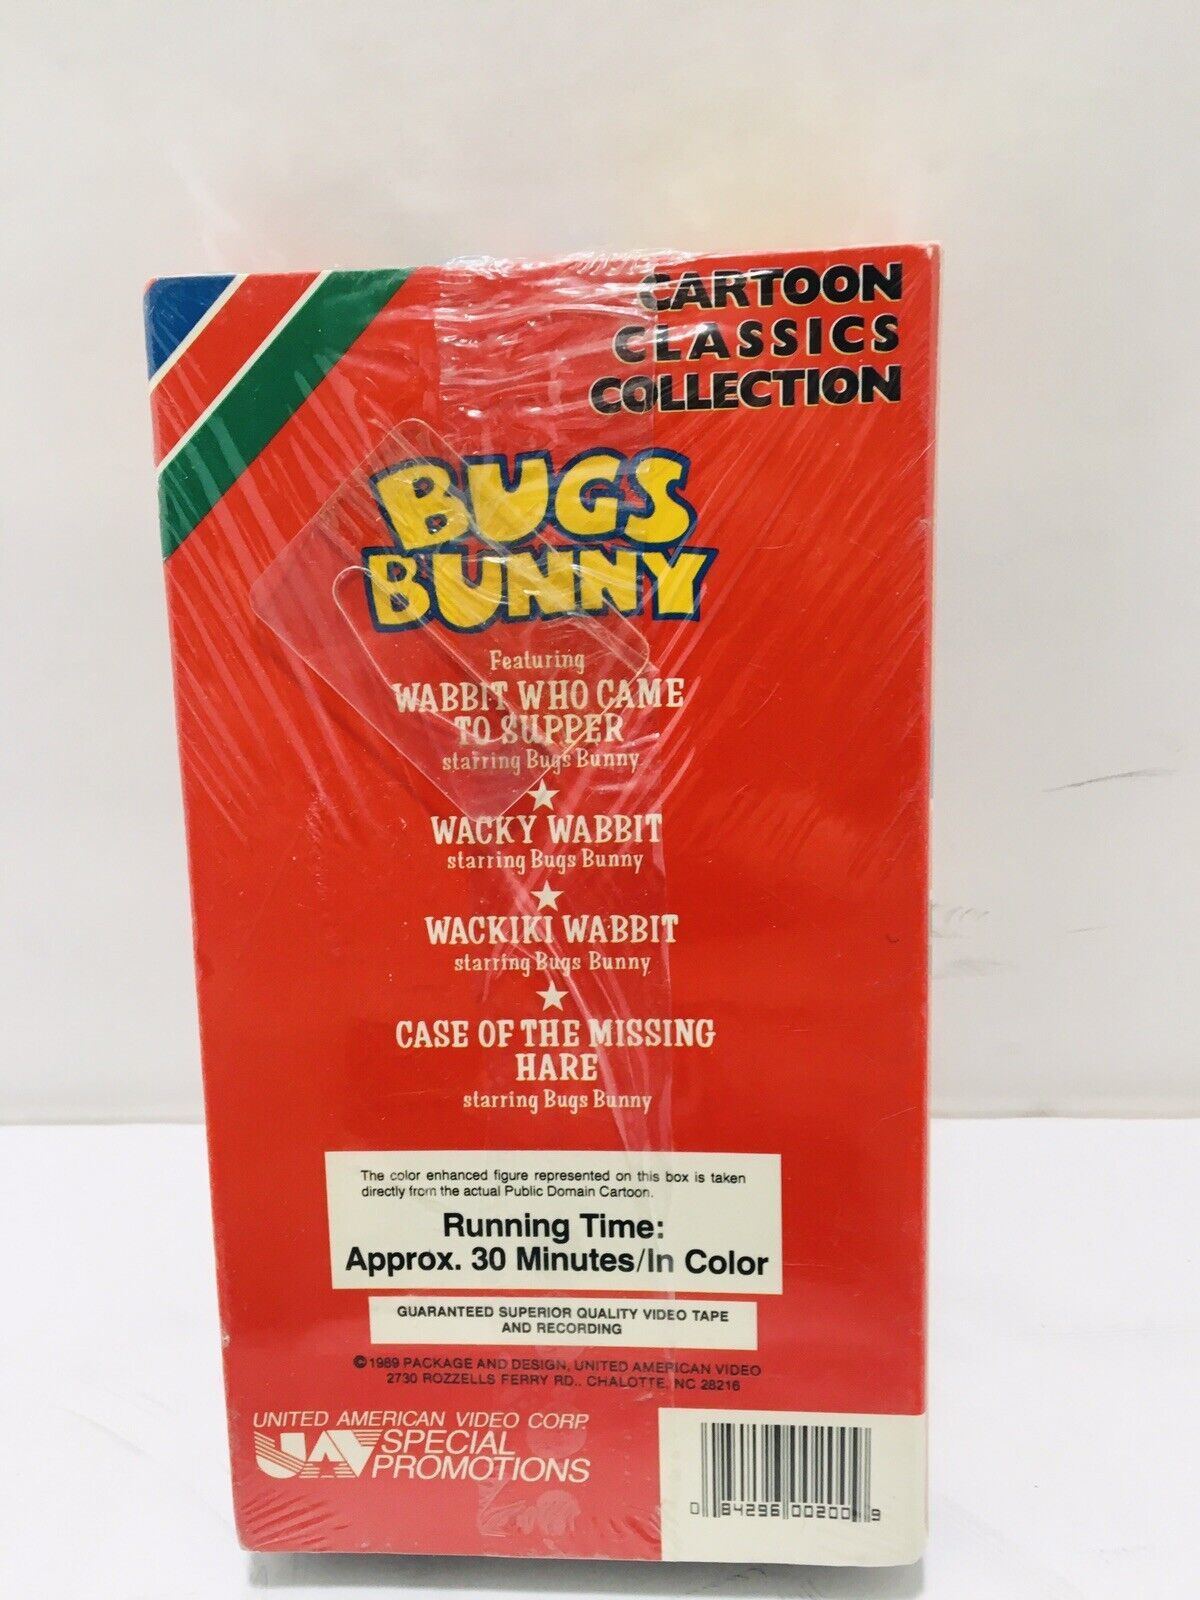 CARTOON
CLASSICS
COLLECTION
BUGS
BUNNY
Featuring
WABBIT WHO CAME
TO SUPPER
starring Bugs Bunny
WACKY WABBIT
starring Bugs Bunny
WACKIKI WABBIT
starring Bugs Bunny
CASE OF THE MISSING
HARE
starring Bugs Bunny
The color enhanced figure represented on this box is taken
directly from the actual Public Domain Cartoon.
Running Time:
Approx. 30 Minutes/In Color
GUARANTEED SUPERIOR QUALITY VIDEO TAPE
AND RECORDING
©1989 PACKAGE AND DESIGN, UNITED AMERICAN VIDEO
2730 ROZZELLS FERRY RD.. CHALOTTE, NC 28216
UNITED AMERICAN VIDEO CORP.
UAV SPECIAL
PROMOTIONS
0 84296 00200 9